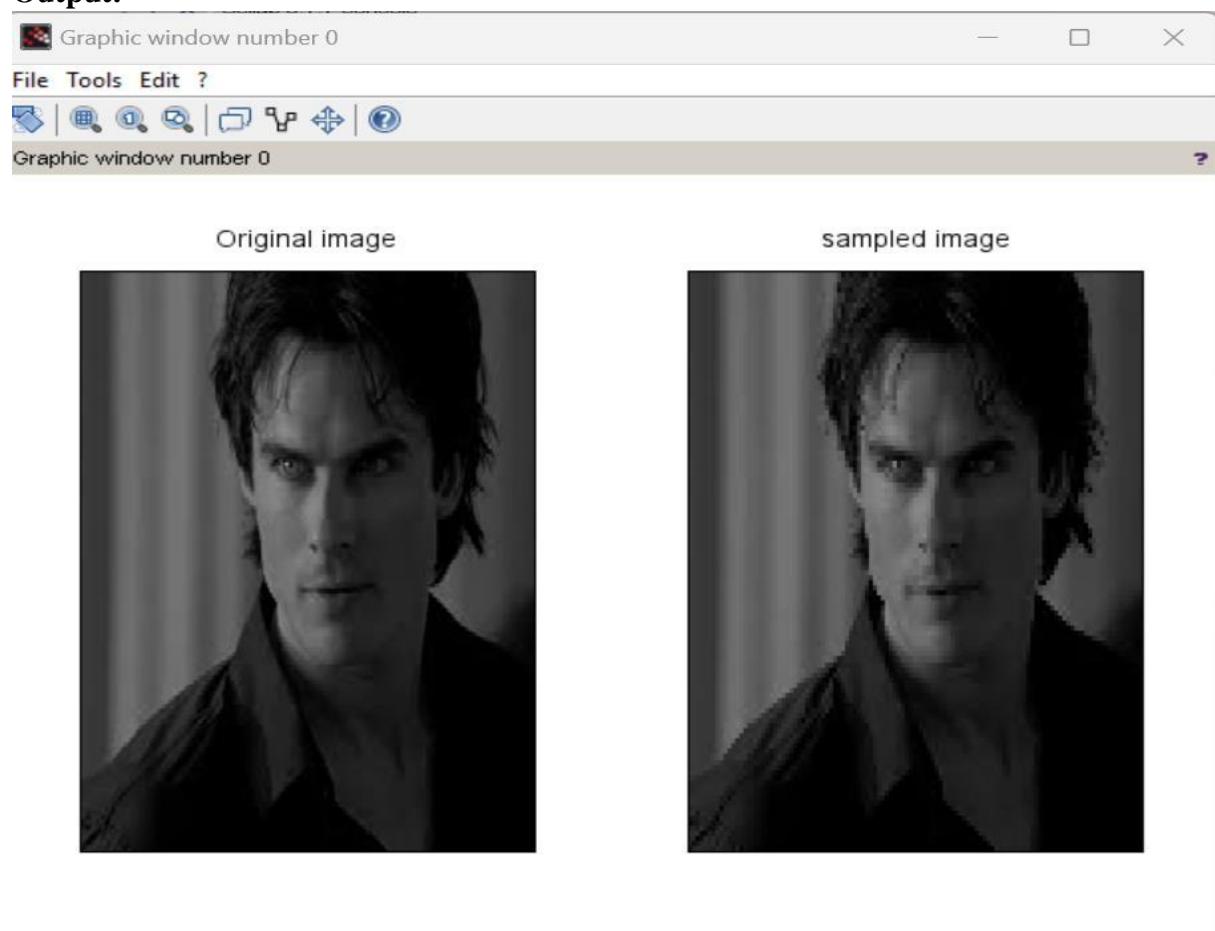 Output:
Graphic window number 0
File Tools Edit ?
Graphic window number 0 ?
Original image sampled image